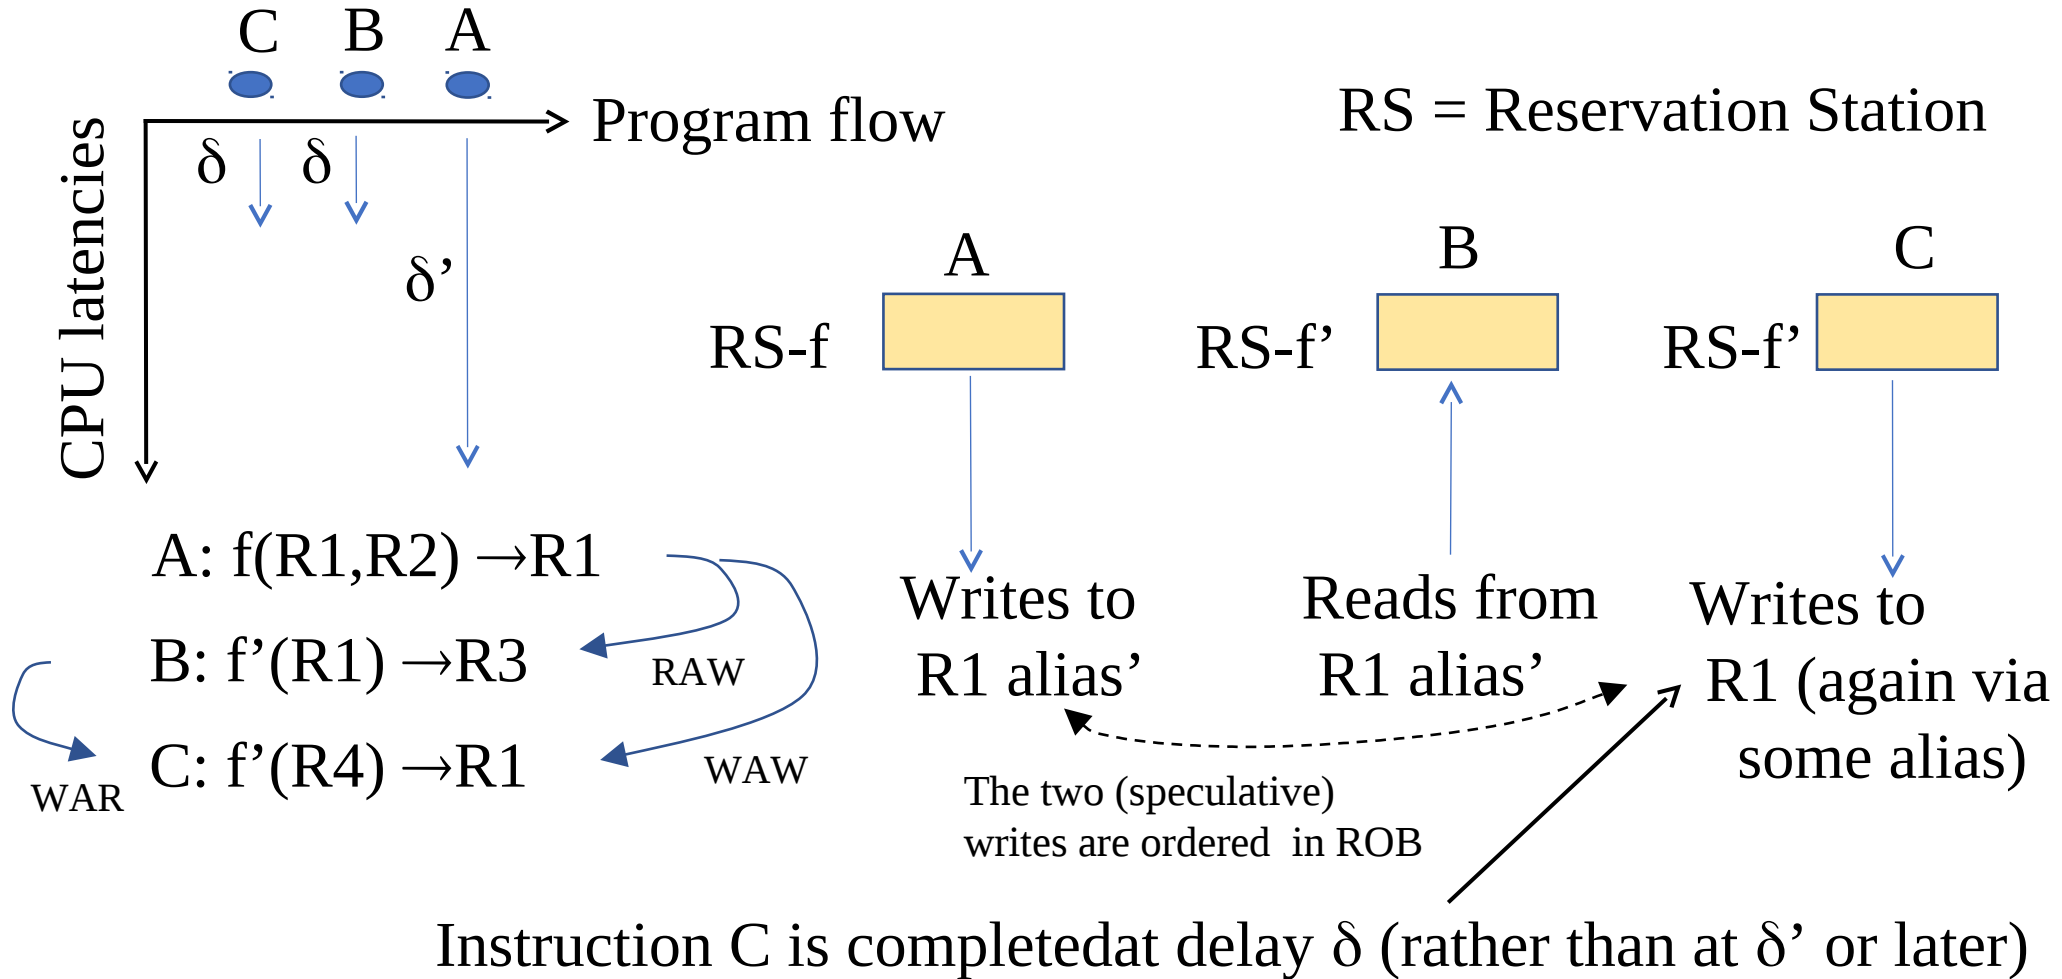 C B A
Program flow
RS = Reservation Station
CPU latencies
δ δ
δ’
A
B
C
RS-f
RS-f’
RS-f’
A: f(R1,R2) →R1
B: f’(R1) →R3
C: f’(R4) →R1
RAW
WAW
WAR
Writes to
R1 alias’
Reads from
R1 alias’
Writes to
R1 (again via
some alias)
The two (speculative)
writes are ordered in ROB
Instruction C is completedat delay δ (rather than at δ’ or later)